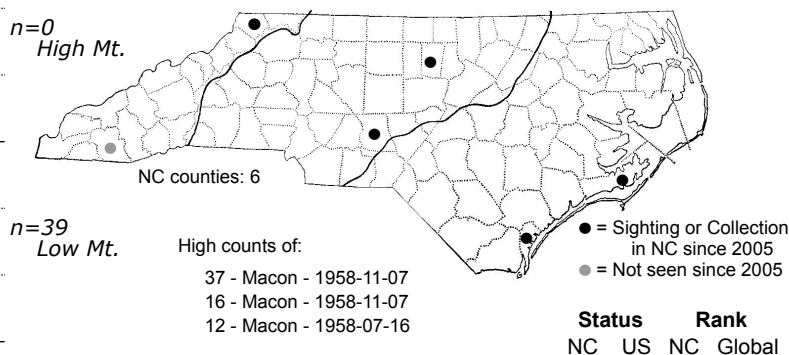 n=0
High Mt.
NC counties: 6
n=39
Low Mt.
High counts of:
37 - Macon - 1958-11-07
16 - Macon - 1958-11-07
12 - Macon - 1958-07-16
● = Sighting or Collection
in NC since 2005
● = Not seen since 2005
Status Rank
NC US NC Global